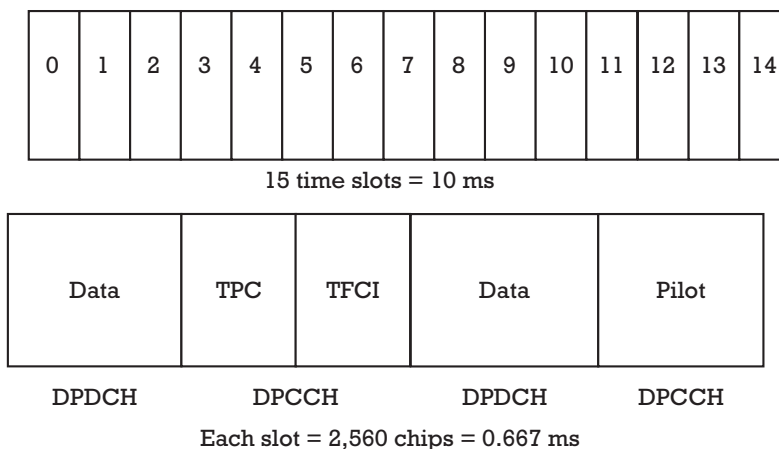 0 1 2 3 4 5 6 7 8 9 10 11 12 13 14
15 time slots = 10 ms
Data TPC TFCI Data Pilot
DPDCH DPCCH DPDCH DPCCH
Each slot = 2,560 chips = 0.667 ms